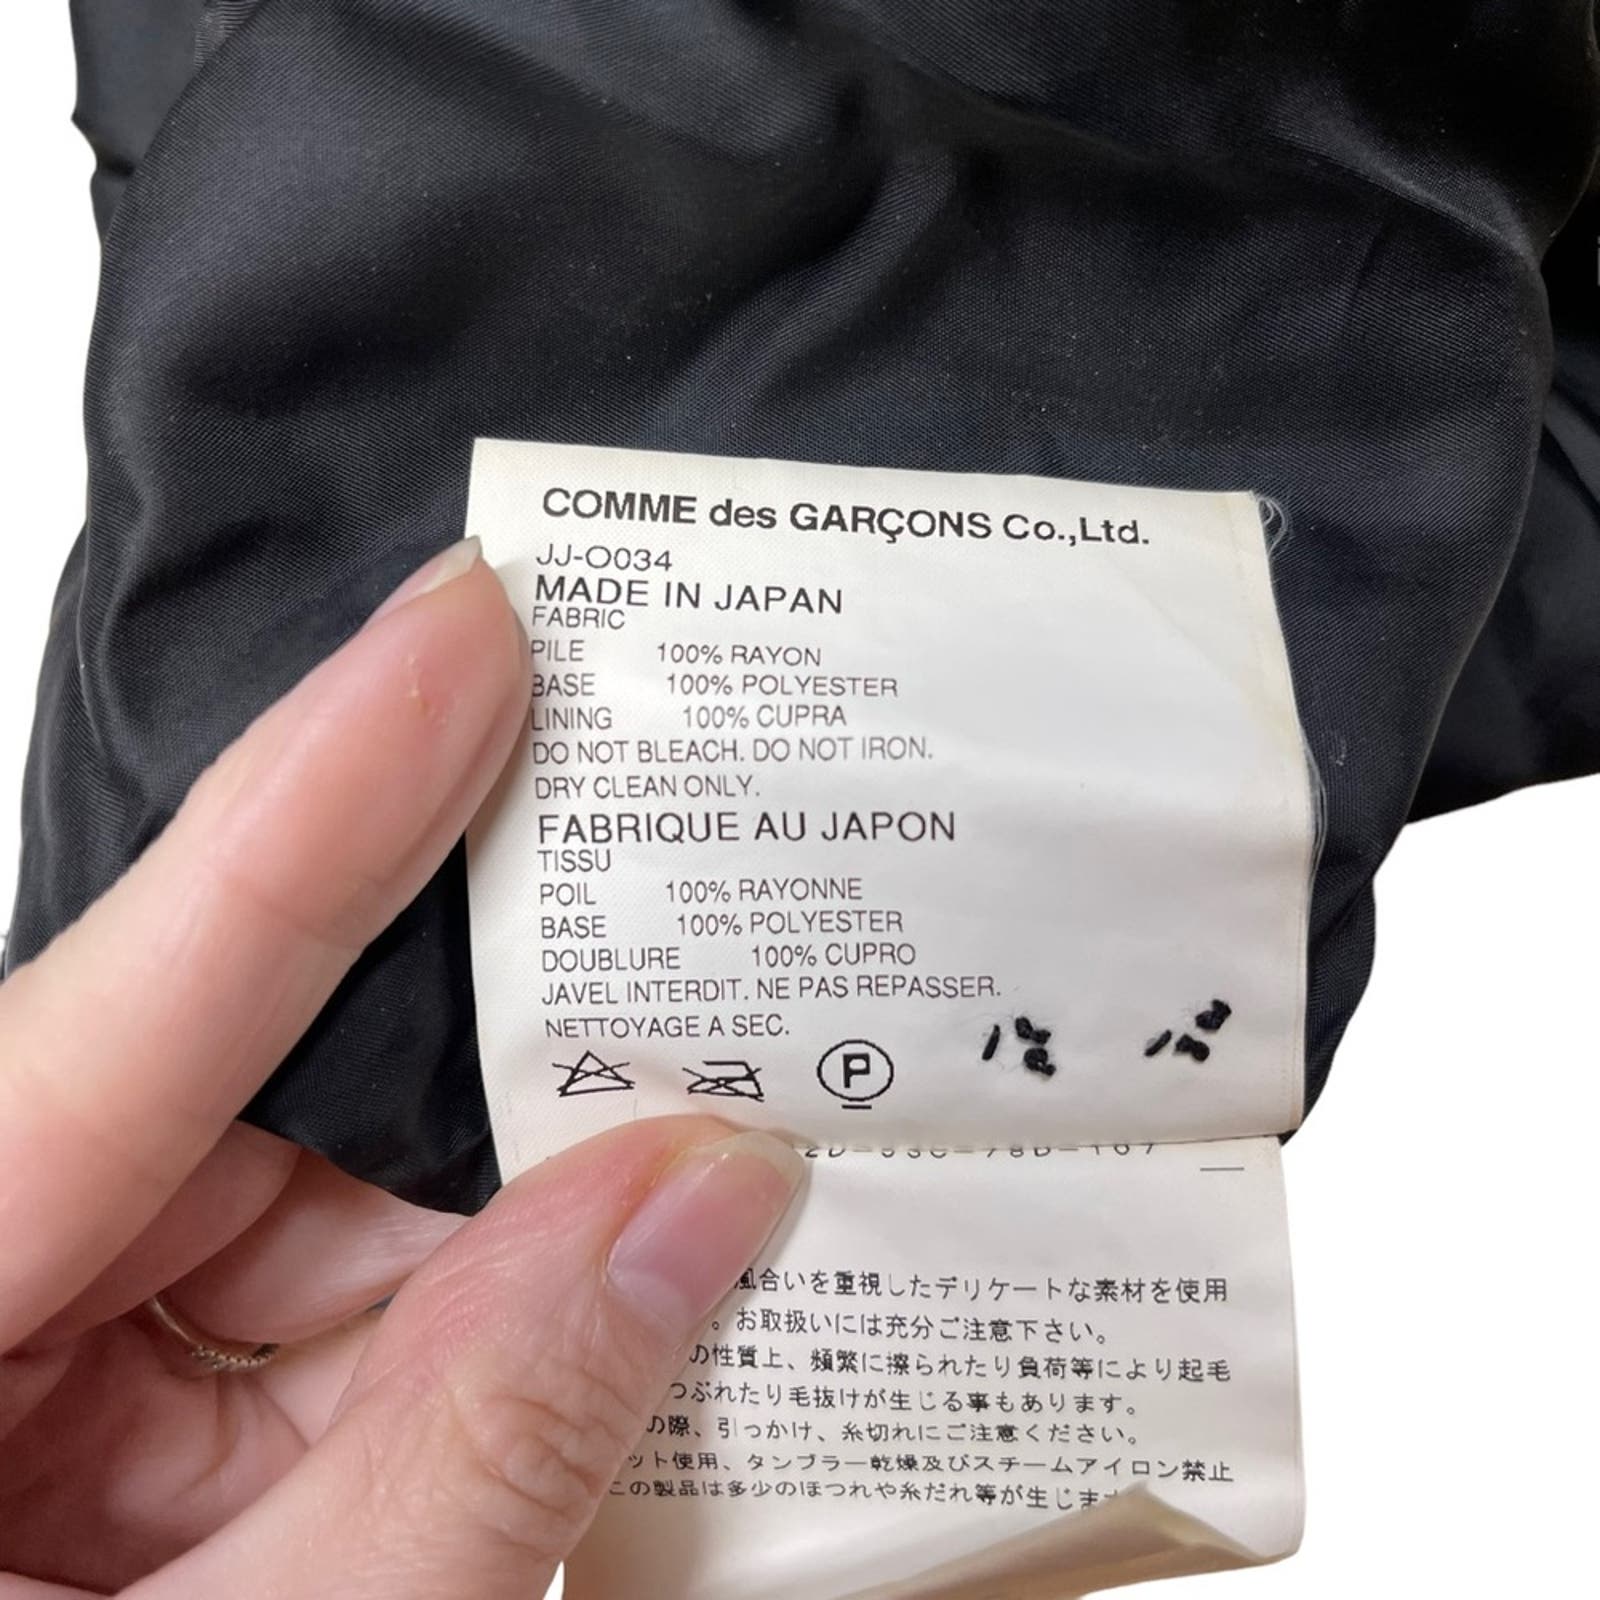 COMME des GARÇONS Co.,Ltd.
JJ-O034
MADE IN JAPAN
FABRIC
PILE 100% RAYON
BASE 100% POLYESTER
LINING 100% CUPRA
DO NOT BLEACH. DO NOT IRON.
DRY CLEAN ONLY.
FABRIQUE AU JAPON
TISSU
POIL 100% RAYONNE
BASE 100% POLYESTER
DOUBLURE 100% CUPRO
JAVEL INTERDIT. NE PAS REPASSER.
NETTOYAGE A SEC.
P
風合いを重視したデリケートな素材を使用
。お取扱いには充分ご注意下さい。
の性質上、頻繁に擦られたり負荷等により起毛
つぶれたり毛抜けが生じる事もあります。
の際、引っかけ、糸切れにご注意ください。
ット使用、タンブラー乾燥及びスチームアイロン禁止
この製品は多少のほつれや糸だれ等が生じま